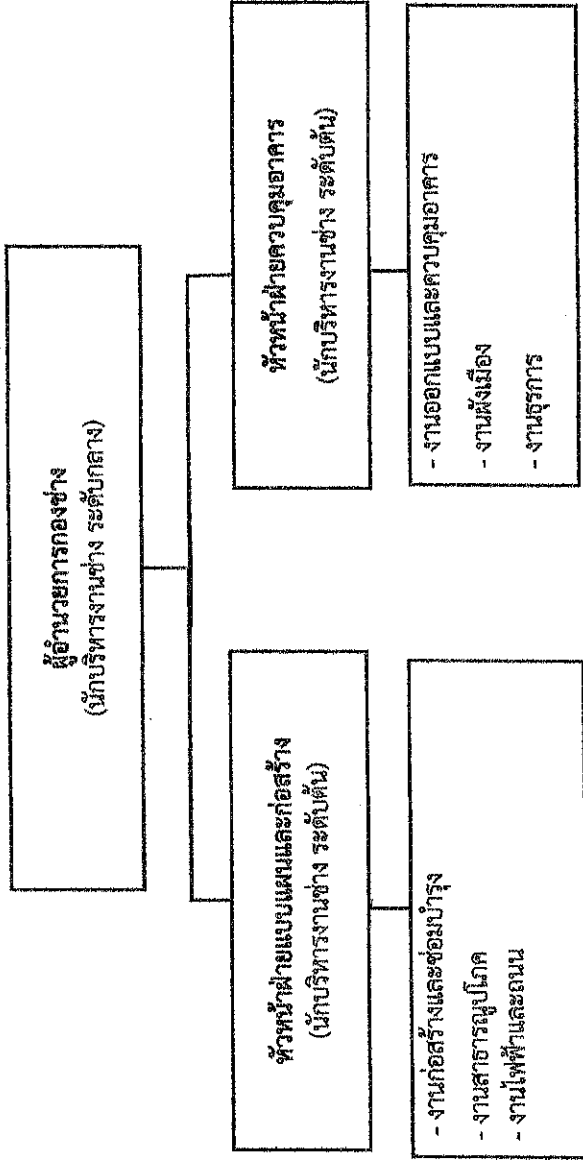 ผู้อำนวยการกองช่าง
(นักบริหารงานช่าง ระดับกลาง)
หัวหน้าฝ่ายแบบแผนและก่อสร้าง
(นักบริหารงานช่าง ระดับต้น)
- งานก่อสร้างและซ่อมบำรุง
- งานสาธารณูปโภค
- งานไฟฟ้าและถนน
หัวหน้าฝ่ายควบคุมอาคาร
(นักบริหารงานช่าง ระดับต้น)
- งานออกแบบและควบคุมอาคาร
- งานผังเมือง
- งานธุรการ